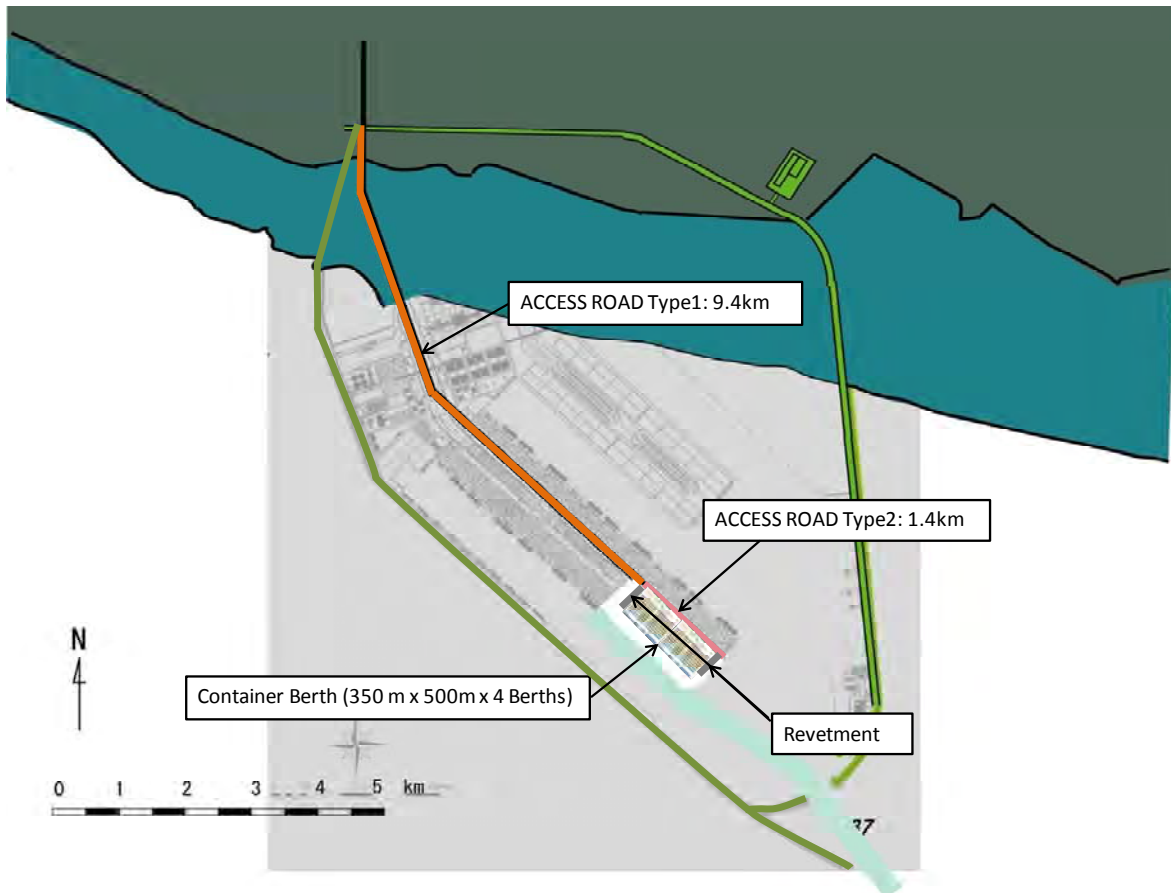 ACCESS ROAD Type1: 9.4km
ACCESS ROAD Type2: 1.4km
N
Container Berth (350 m x 500m x 4 Berths)
Revetment
0 1 2 3 4 5 km
37